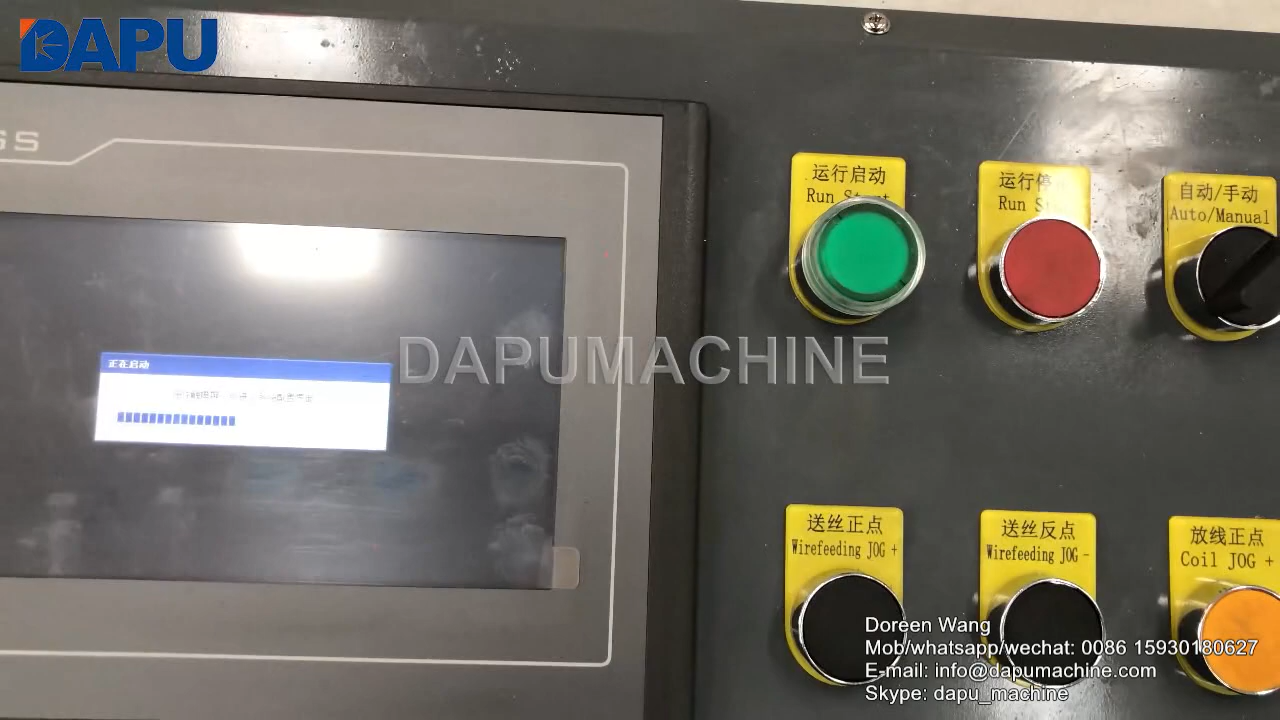 DAPU
SS
运行启动
Run Start
运行停
Run
自动/手动
Auto/Manual
正在启动
DAPUMACHINE
送丝正点
Wirefeeding JOG +
送丝反点
Wirefeeding JOG -
放线正点
Coil JOG +
Doreen Wang
Mob/whatsapp/wechat: 0086 15930180627
E-mail: info@dapumachine.com
Skype: dapu_machine